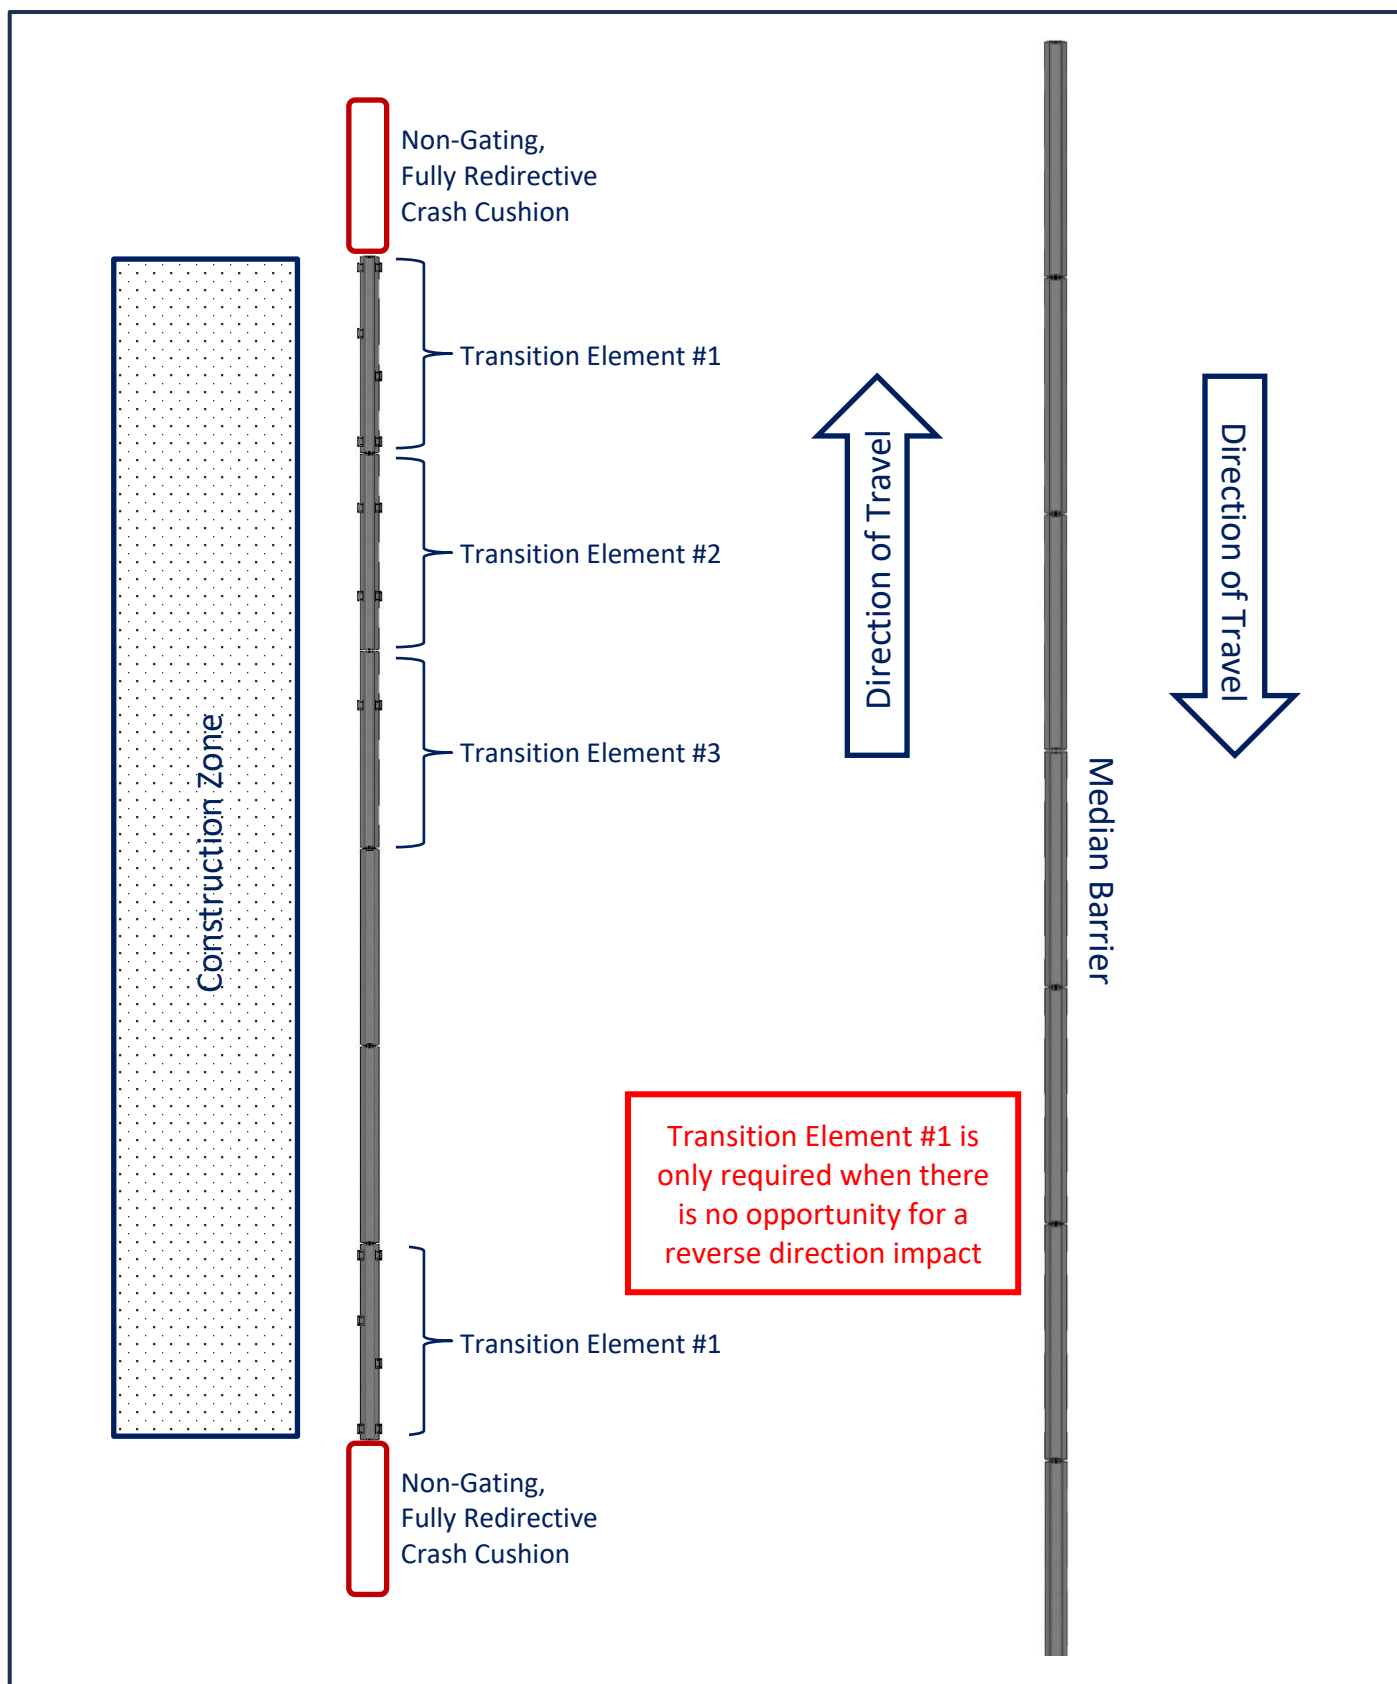 Non-Gating,
Fully Redirective
Crash Cushion
Transition Element #1
Transition Element #2
Transition Element #3
Construction Zone
Direction of Travel
Direction of Travel
Median Barrier
Transition Element #1 is
only required when there
is no opportunity for a
reverse direction impact
Transition Element #1
Non-Gating,
Fully Redirective
Crash Cushion